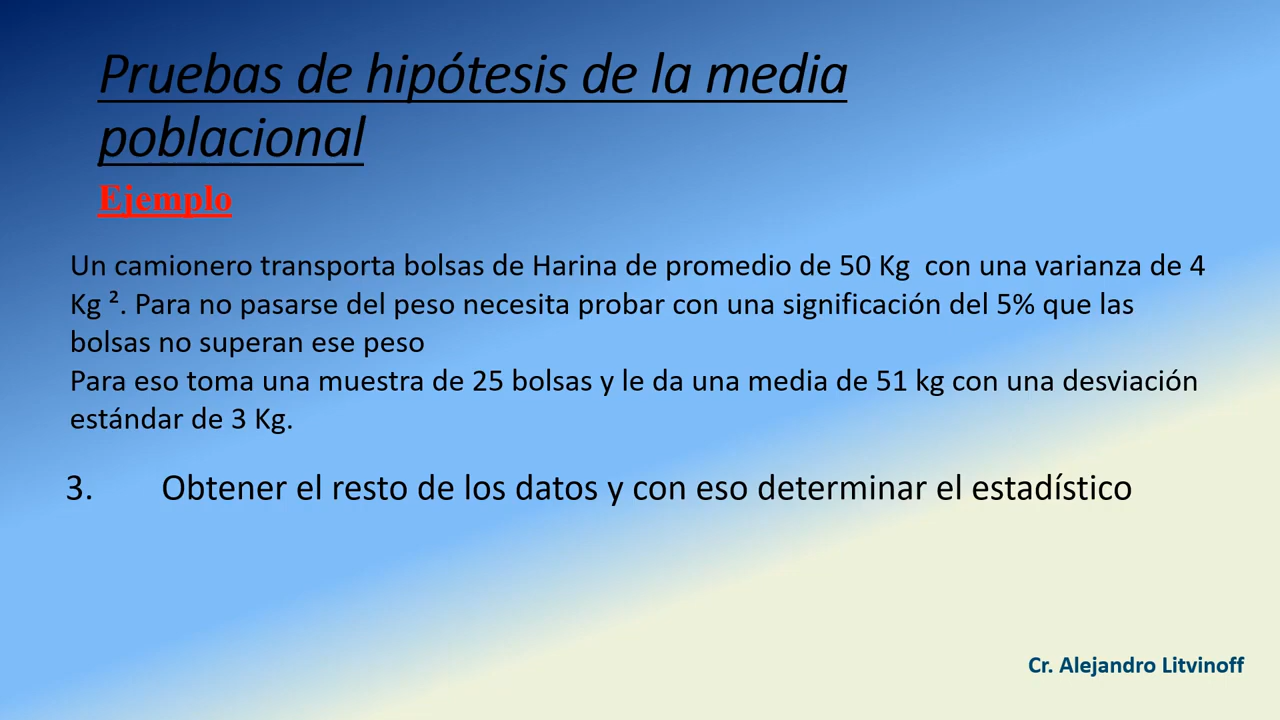 Pruebas de hipótesis de la media
poblacional
Ejemplo
Un camionero transporta bolsas de Harina de promedio de 50 Kg con una varianza de 4
Kg ². Para no pasarse del peso necesita probar con una significación del 5% que las
bolsas no superan ese peso
Para eso toma una muestra de 25 bolsas y le da una media de 51 kg con una desviación
estándar de 3 Kg.
3. Obtener el resto de los datos y con eso determinar el estadístico
Cr. Alejandro Litvinoff